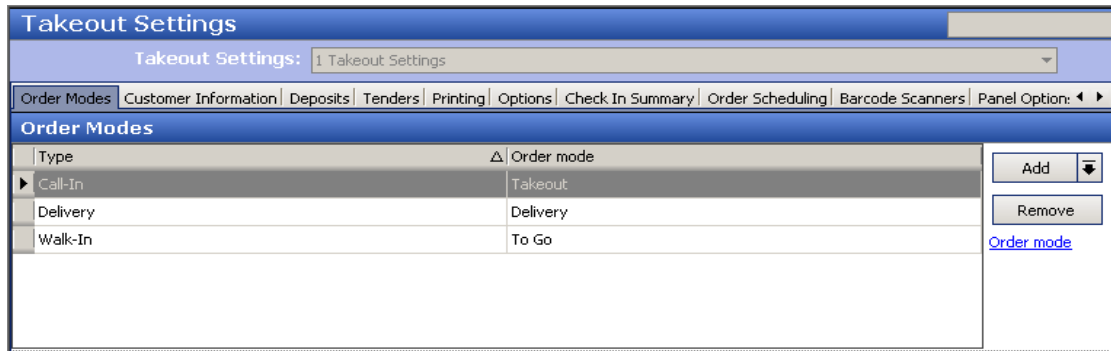 Takeout Settings
Takeout Settings: 1 Takeout Settings
Order Modes Customer Information Deposits Tenders Printing Options Check In Summary Order Scheduling Barcode Scanners Panel Option:
Order Modes
Type Order mode
Add
Call-In Takeout
Delivery Delivery
Remove
Walk-In To Go
Order mode